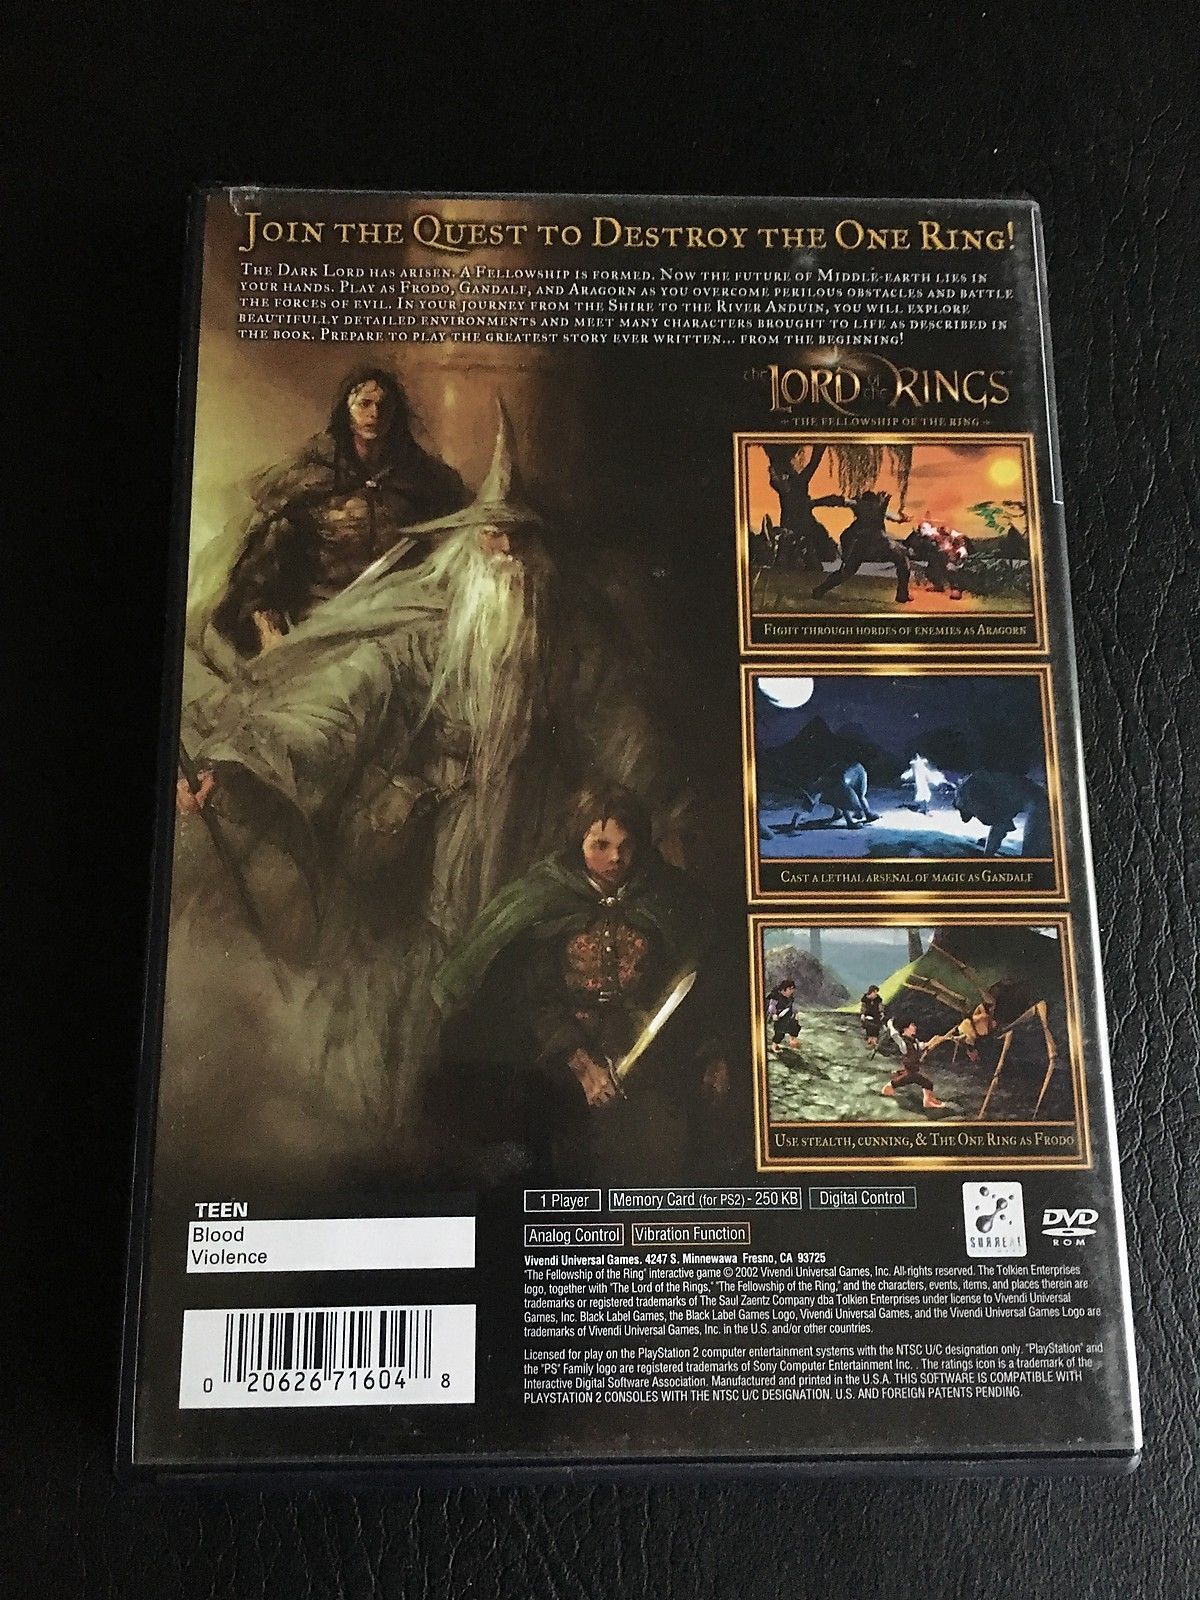 JOIN THE QUEST TO DESTROY THE ONE RING!
THE DARK LORD HAS ARISEN. A FELLOWSHIP IS FORMED. NOW THE FUTURE OF MIDDLE-EARTH LIES IN
YOUR HANDS. PLAY AS FRODO, GANDALF, AND ARAGORN AS YOU OVERCOME PERILOUS OBSTACLES AND BATTLE
THE FORCES OF EVIL. IN YOUR JOURNEY FROM THE SHIRE TO THE RIVER ANDUIN, YOU WILL EXPLORE
BEAUTIFULLY DETAILED ENVIRONMENTS AND MEET MANY CHARACTERS BROUGHT TO LIFE AS DESCRIBED IN
THE BOOK. PREPARE TO PLAY THE GREATEST STORY EVER WRITTEN... FROM THE BEGINNING!
the LORD of the RINGS
THE FELLOWSHIP OF THE RING
FIGHT THROUGH HORDES OF ENEMIES AS ARAGORN
CAST A LETHAL ARSENAL OF MAGIC AS GANDALF
USE STEALTH, CUNNING, & THE ONE RING AS FRODO
TEEN
Blood
Violence
0 20626 71604 8
1 Player Memory Card (for PS2) - 250 KB Digital Control
Analog Control Vibration Function
SURREAL
DVD
ROM
Vivendi Universal Games. 4247 S. Minnewawa Fresno, CA 93725
"The Fellowship of the Ring" interactive game © 2002 Vivendi Universal Games, Inc. All rights reserved. The Tolkien Enterprises
logo, together with "The Lord of the Rings," "The Fellowship of the Ring," and the characters, events, items, and places therein are
trademarks or registered trademarks of The Saul Zaentz Company dba Tolkien Enterprises under license to Vivendi Universal
Games, Inc. Black Label Games, the Black Label Games Logo, Vivendi Universal Games, and the Vivendi Universal Games Logo are
trademarks of Vivendi Universal Games, Inc. in the U.S. and/or other countries.
Licensed for play on the PlayStation 2 computer entertainment systems with the NTSC U/C designation only. "PlayStation" and
the "PS" Family logo are registered trademarks of Sony Computer Entertainment Inc. . The ratings icon is a trademark of the
Interactive Digital Software Association. Manufactured and printed in the U.S.A. THIS SOFTWARE IS COMPATIBLE WITH
PLAYSTATION 2 CONSOLES WITH THE NTSC U/C DESIGNATION. U.S. AND FOREIGN PATENTS PENDING.